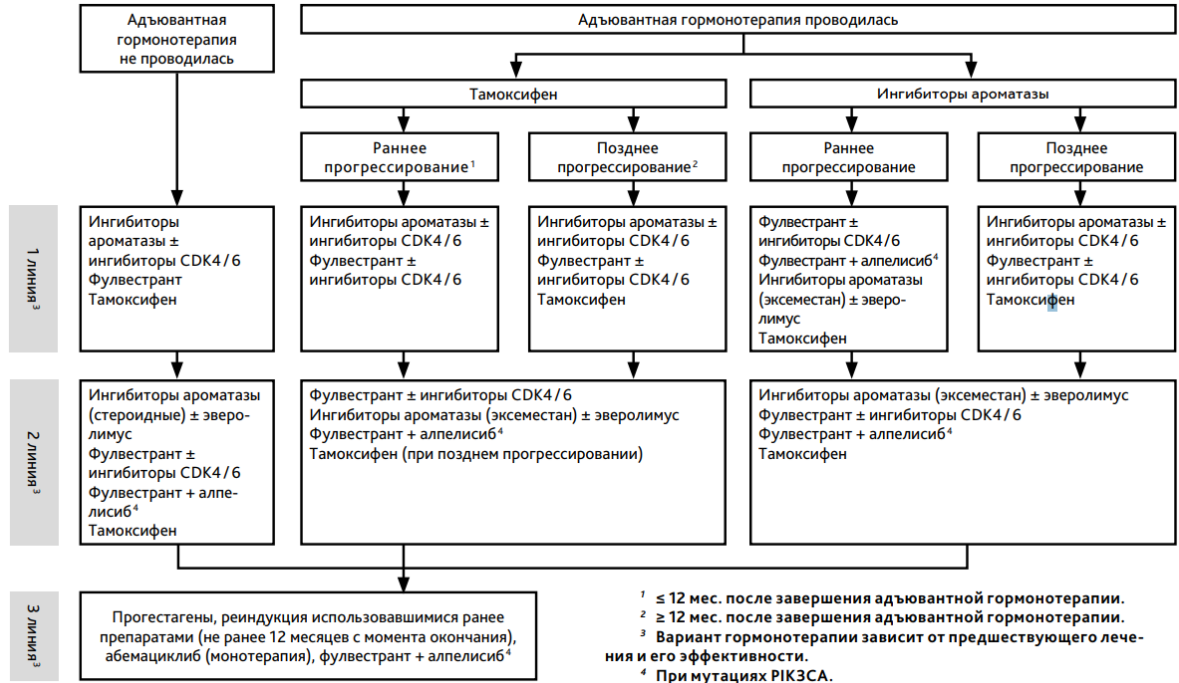 Адъювантная
гормонотерапия
не проводилась
Адъювантная гормонотерапия проводилась
Тамоксифен
Ингибиторы ароматазы
Раннее
прогрессирование¹
Позднее
прогрессирование²
Раннее
прогрессирование
Позднее
прогрессирование
1 линия³
Ингибиторы
ароматазы ±
ингибиторы CDK4/6
Фулвестрант
Тамоксифен
Ингибиторы ароматазы ±
ингибиторы CDK4/6
Фулвестрант ±
ингибиторы CDK4/6
Ингибиторы ароматазы ±
ингибиторы CDK4/6
Фулвестрант ±
ингибиторы CDK4/6
Тамоксифен
Фулвестрант ±
ингибиторы CDK4/6
Фулвестрант + алпелисиб⁴
Ингибиторы ароматазы
(эксеместан) ± эверо-
лимус
Тамоксифен
Ингибиторы ароматазы ±
ингибиторы CDK4/6
Фулвестрант ±
ингибиторы CDK4/6
Тамоксифен
2 линия³
Ингибиторы ароматазы
(стероидные) ± эверо-
лимус
Фулвестрант ±
ингибиторы CDK4/6
Фулвестрант + алпе-
лисиб⁴
Тамоксифен
Фулвестрант ± ингибиторы CDK4/6
Ингибиторы ароматазы (эксеместан) ± эверолимус
Фулвестрант + алпелисиб⁴
Тамоксифен (при позднем прогрессировании)
Ингибиторы ароматазы (эксеместан) ± эверолимус
Фулвестрант ± ингибиторы CDK4/6
Фулвестрант + алпелисиб⁴
Тамоксифен
3 линия³
Прогестагены, реиндукция использовавшимися ранее
препаратами (не ранее 12 месяцев с момента окончания),
абемациклиб (монотерапия), фулвестрант + алпелисиб⁴
¹ ≤ 12 мес. после завершения адъювантной гормонотерапии.
² ≥ 12 мес. после завершения адъювантной гормонотерапии.
³ Вариант гормонотерапии зависит от предшествующего лече-
ния и его эффективности.
⁴ При мутациях PIK3CA.